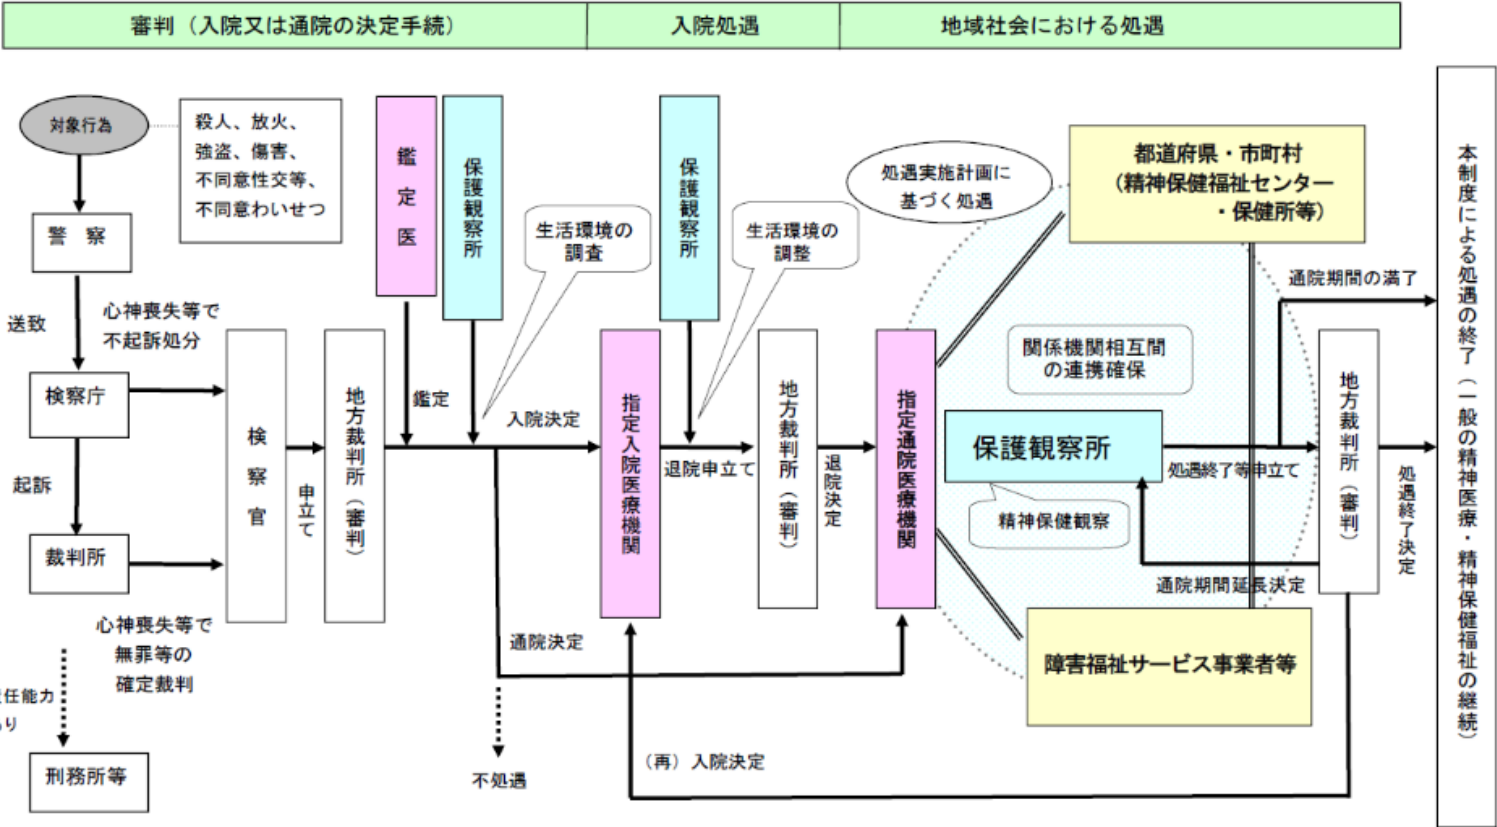 審判（入院又は通院の決定手続）
入院処遇
地域社会における処遇
対象行為
殺人、放火、
強盗、傷害、
不同意性交等、
不同意わいせつ
警　察
送致
心神喪失等で
不起訴処分
検察庁
起訴
裁判所
心神喪失等で
無罪等の
確定裁判
任能力
り
刑務所等
検察官
申立て
地方裁判所（審判）
鑑定医
鑑定
保護観察所
生活環境の
調査
入院決定
通院決定
不処遇
指定入院医療機関
保護観察所
生活環境の
調整
退院申立て
地方裁判所（審判）
退院決定
（再）入院決定
指定通院医療機関
処遇実施計画に
基づく処遇
都道府県・市町村
（精神保健福祉センター
・保健所等）
関係機関相互間
の連携確保
保護観察所
精神保健観察
処遇終了等申立て
通院期間の満了
通院期間延長決定
障害福祉サービス事業者等
地方裁判所（審判）
処遇終了決定
本制度による処遇の終了（一般の精神医療・精神保健福祉の継続）